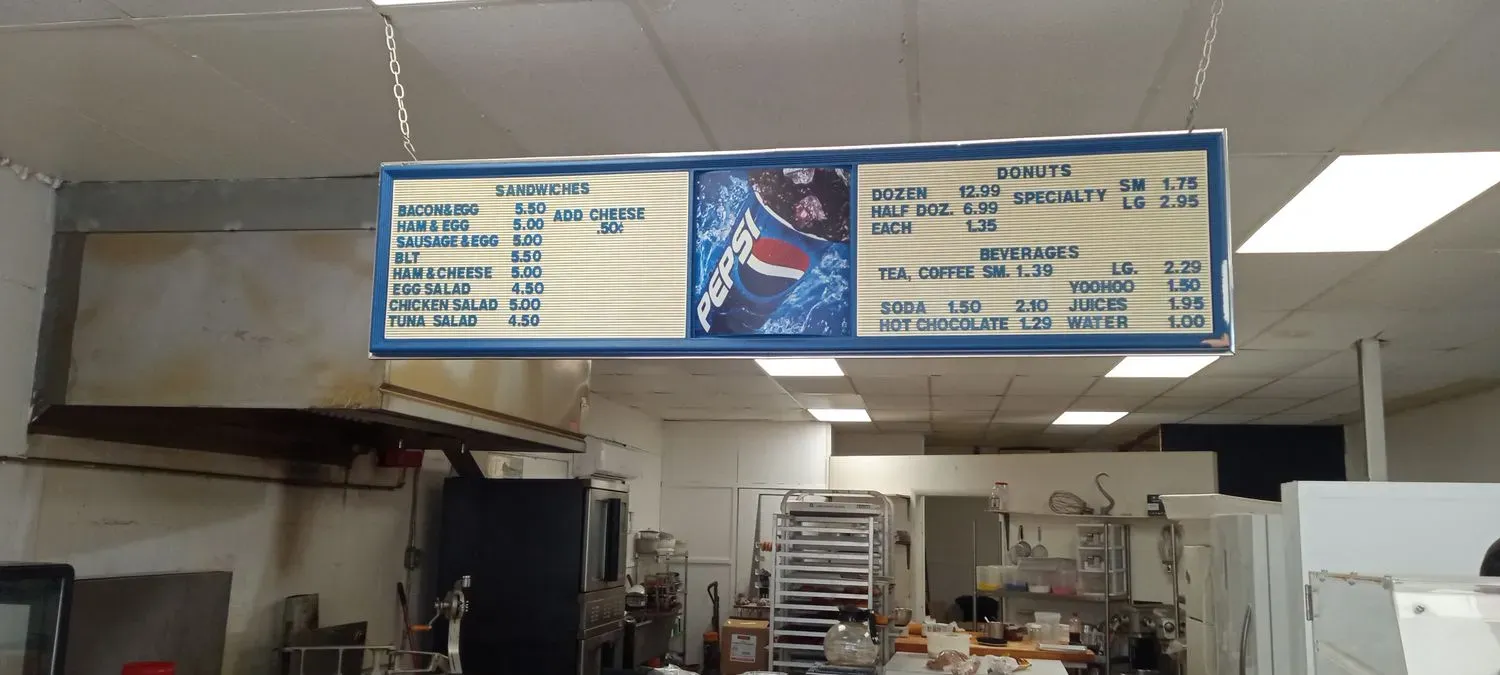 SANDWICHES
BACON&EGG 5.50
HAM & EGG 5.00
SAUSAGE & EGG 5.00
BLT 5.50
HAM & CHEESE 5.00
EGG SALAD 4.50
CHICKEN SALAD 5.00
TUNA SALAD 4.50
ADD CHEESE
.50¢
PEPSI
DONUTS
DOZEN 12.99
HALF DOZ. 6.99
EACH 1.35
SPECIALTY SM 1.75
LG 2.95
BEVERAGES
TEA, COFFEE SM. 1.39 LG. 2.29
YOOHOO 1.50
SODA 1.50 2.10 JUICES 1.95
HOT CHOCOLATE 1.29 WATER 1.00